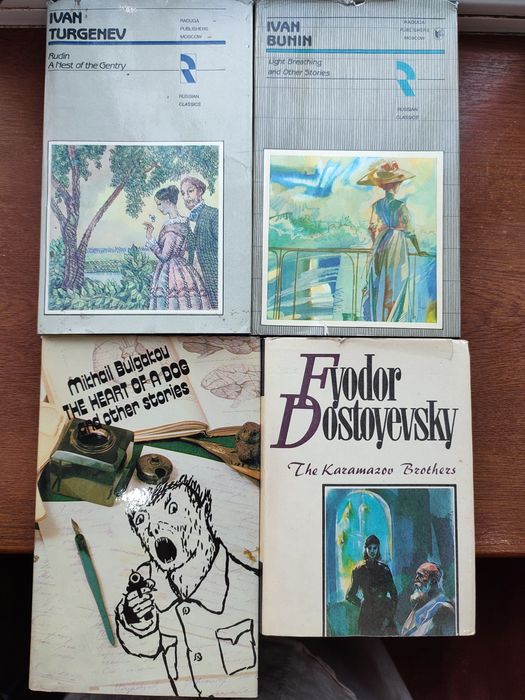 IVAN
TURGENEV
Rudin
A Nest of the Gentry
RADUGA
PUBLISHERS
MOSCOW
R
RUSSIAN
CLASSICS
IVAN
BUNIN
Light Breathing
and Other Stories
RADUGA
PUBLISHERS
MOSCOW
R
RUSSIAN
CLASSICS
Mikhail Bulgakov
THE HEART OF A DOG
and other stories
Fyodor
Dostoyevsky
The Karamazov Brothers